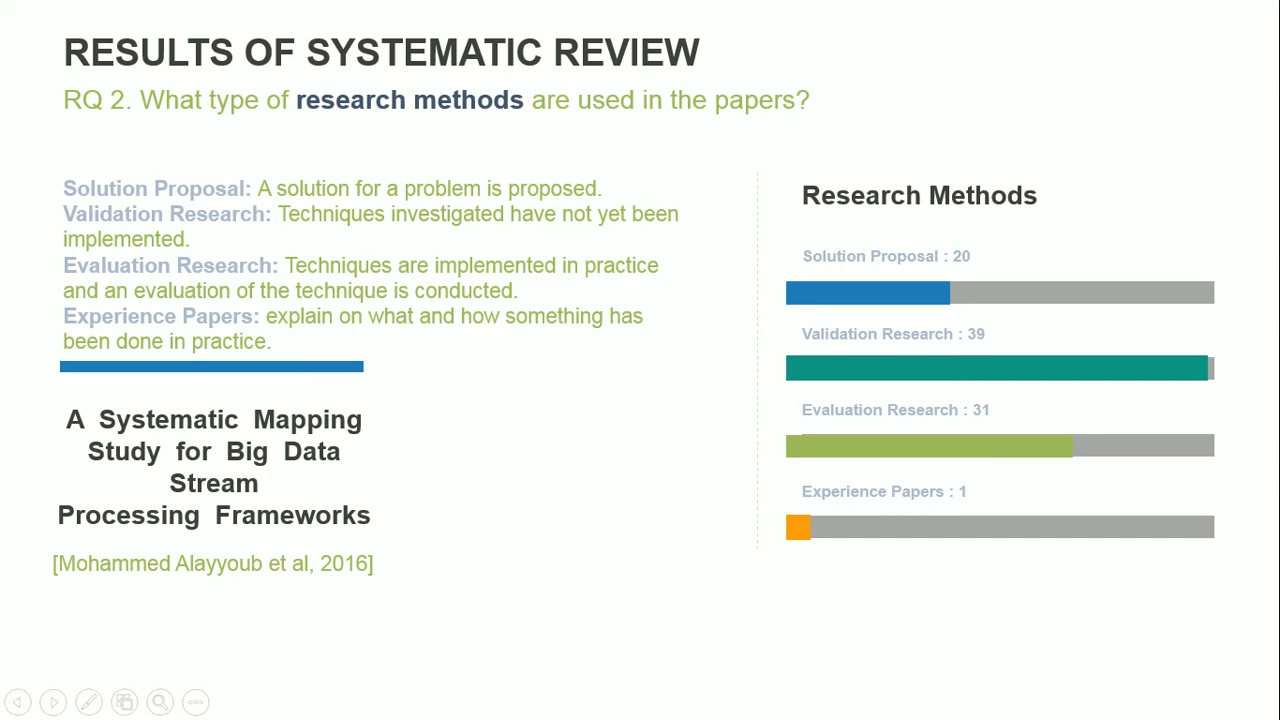 RESULTS OF SYSTEMATIC REVIEW
RQ 2. What type of research methods are used in the papers?
Solution Proposal: A solution for a problem is proposed.
Validation Research: Techniques investigated have not yet been
implemented.
Evaluation Research: Techniques are implemented in practice
and an evaluation of the technique is conducted.
Experience Papers: explain on what and how something has
been done in practice.
A Systematic Mapping
Study for Big Data
Stream
Processing Frameworks
[Mohammed Alayyoub et al, 2016]
Research Methods
Solution Proposal : 20
Validation Research : 39
Evaluation Research : 31
Experience Papers : 1